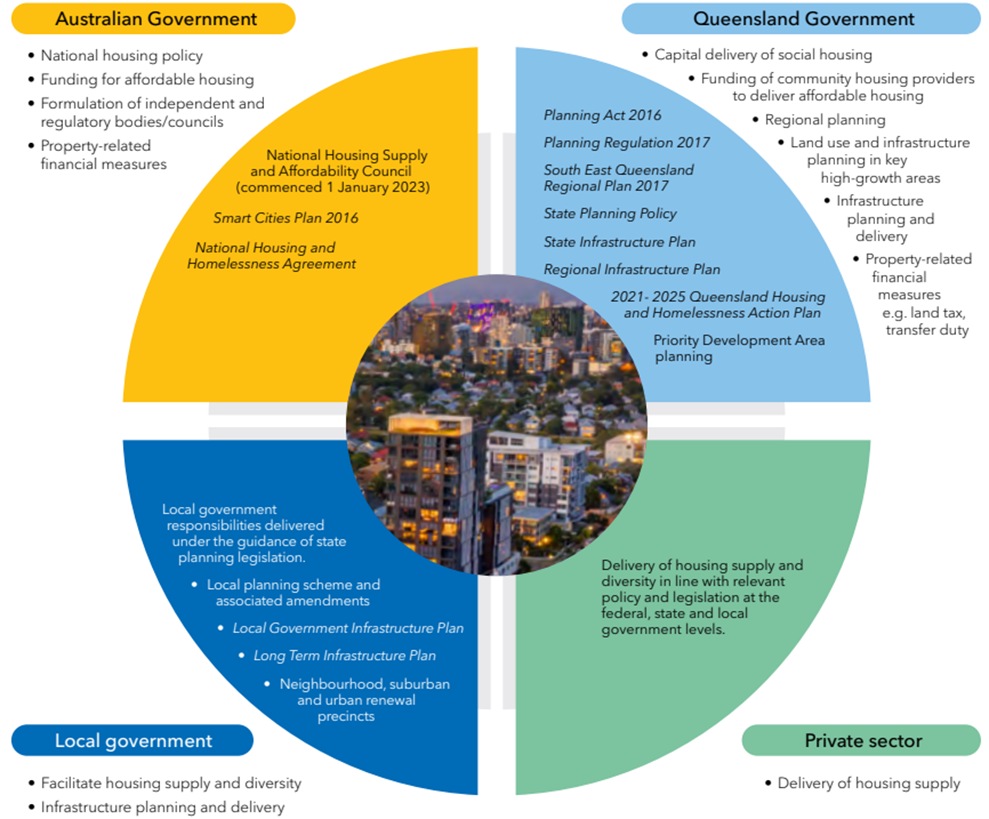 Australian Government
• National housing policy
• Funding for affordable housing
• Formulation of independent and
regulatory bodies/councils
• Property-related
financial measures
National Housing Supply
and Affordability Council
(commenced 1 January 2023)
Smart Cities Plan 2016
National Housing and
Homelessness Agreement
Queensland Government
• Capital delivery of social housing
• Funding of community housing providers
to deliver affordable housing
• Regional planning
• Land use and infrastructure
planning in key
high-growth areas
• Infrastructure
planning and
delivery
• Property-related
financial
measures
e.g. land tax,
transfer duty
Planning Act 2016
Planning Regulation 2017
South East Queensland
Regional Plan 2017
State Planning Policy
State Infrastructure Plan
Regional Infrastructure Plan
2021- 2025 Queensland Housing
and Homelessness Action Plan
Priority Development Area
planning
Local government
responsibilities delivered
under the guidance of state
planning legislation.
• Local planning scheme and
associated amendments
• Local Government Infrastructure Plan
• Long Term Infrastructure Plan
• Neighbourhood, suburban
and urban renewal
precincts
Local government
• Facilitate housing supply and diversity
• Infrastructure planning and delivery
Delivery of housing supply and
diversity in line with relevant
policy and legislation at the
federal, state and local
government levels.
Private sector
• Delivery of housing supply